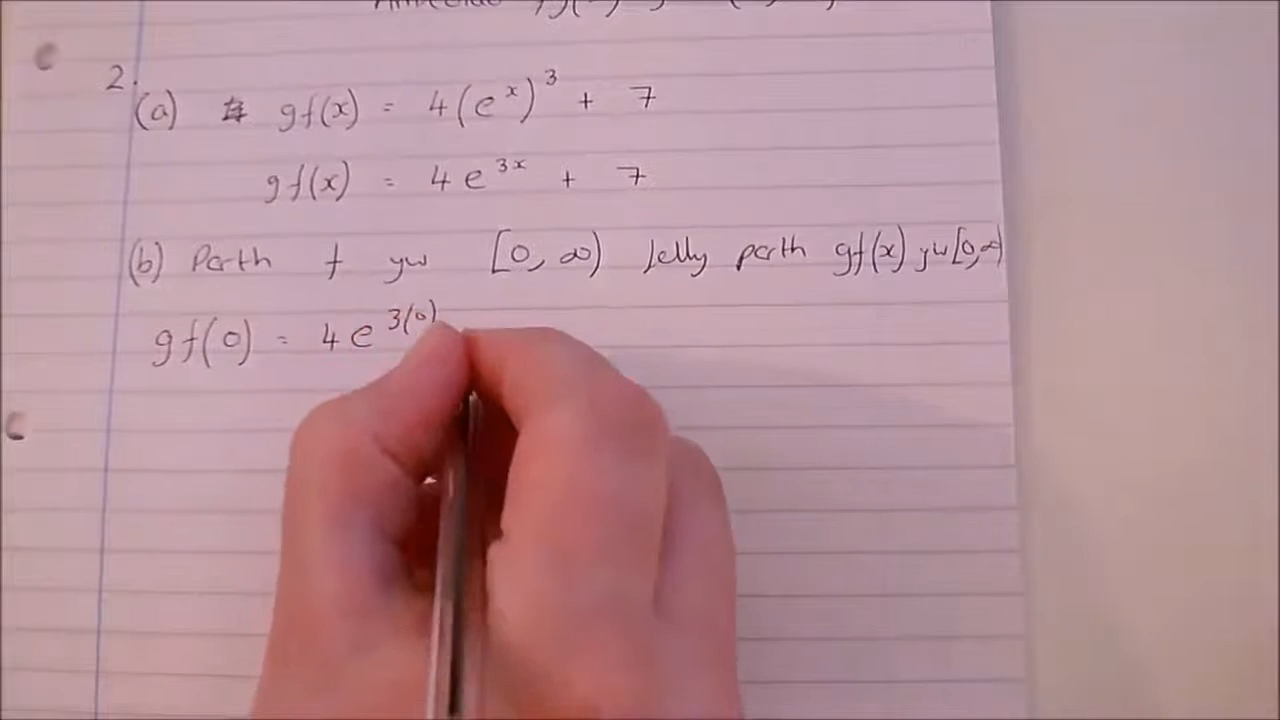 2.
(a) gf(x) = 4(e^x)^3 + 7
gf(x) = 4e^{3x} + 7
(b) Parth f yw [0, ∞) felly parth gf(x) yw [0, ∞)
gf(0) = 4e^{3(0)